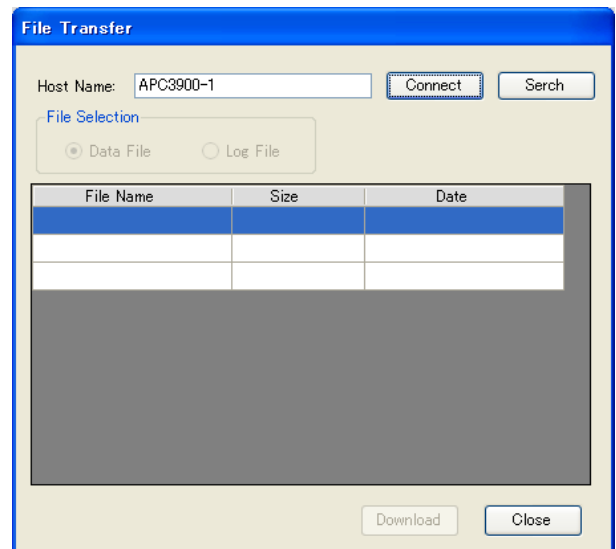 File Transfer
Host Name: APC3900-1 Connect Serch
File Selection
Data File Log File
File Name Size Date
Download Close